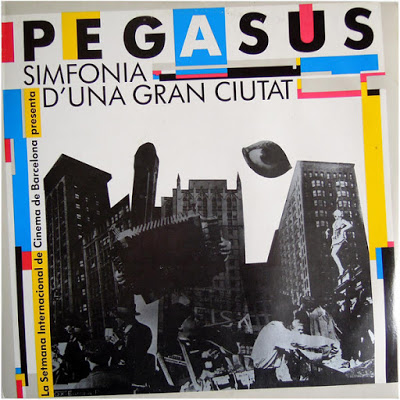 PEGASUS
SIMFONIA
D'UNA GRAN CIUTAT
La Setmana Internacional de Cinema de Barcelona presenta